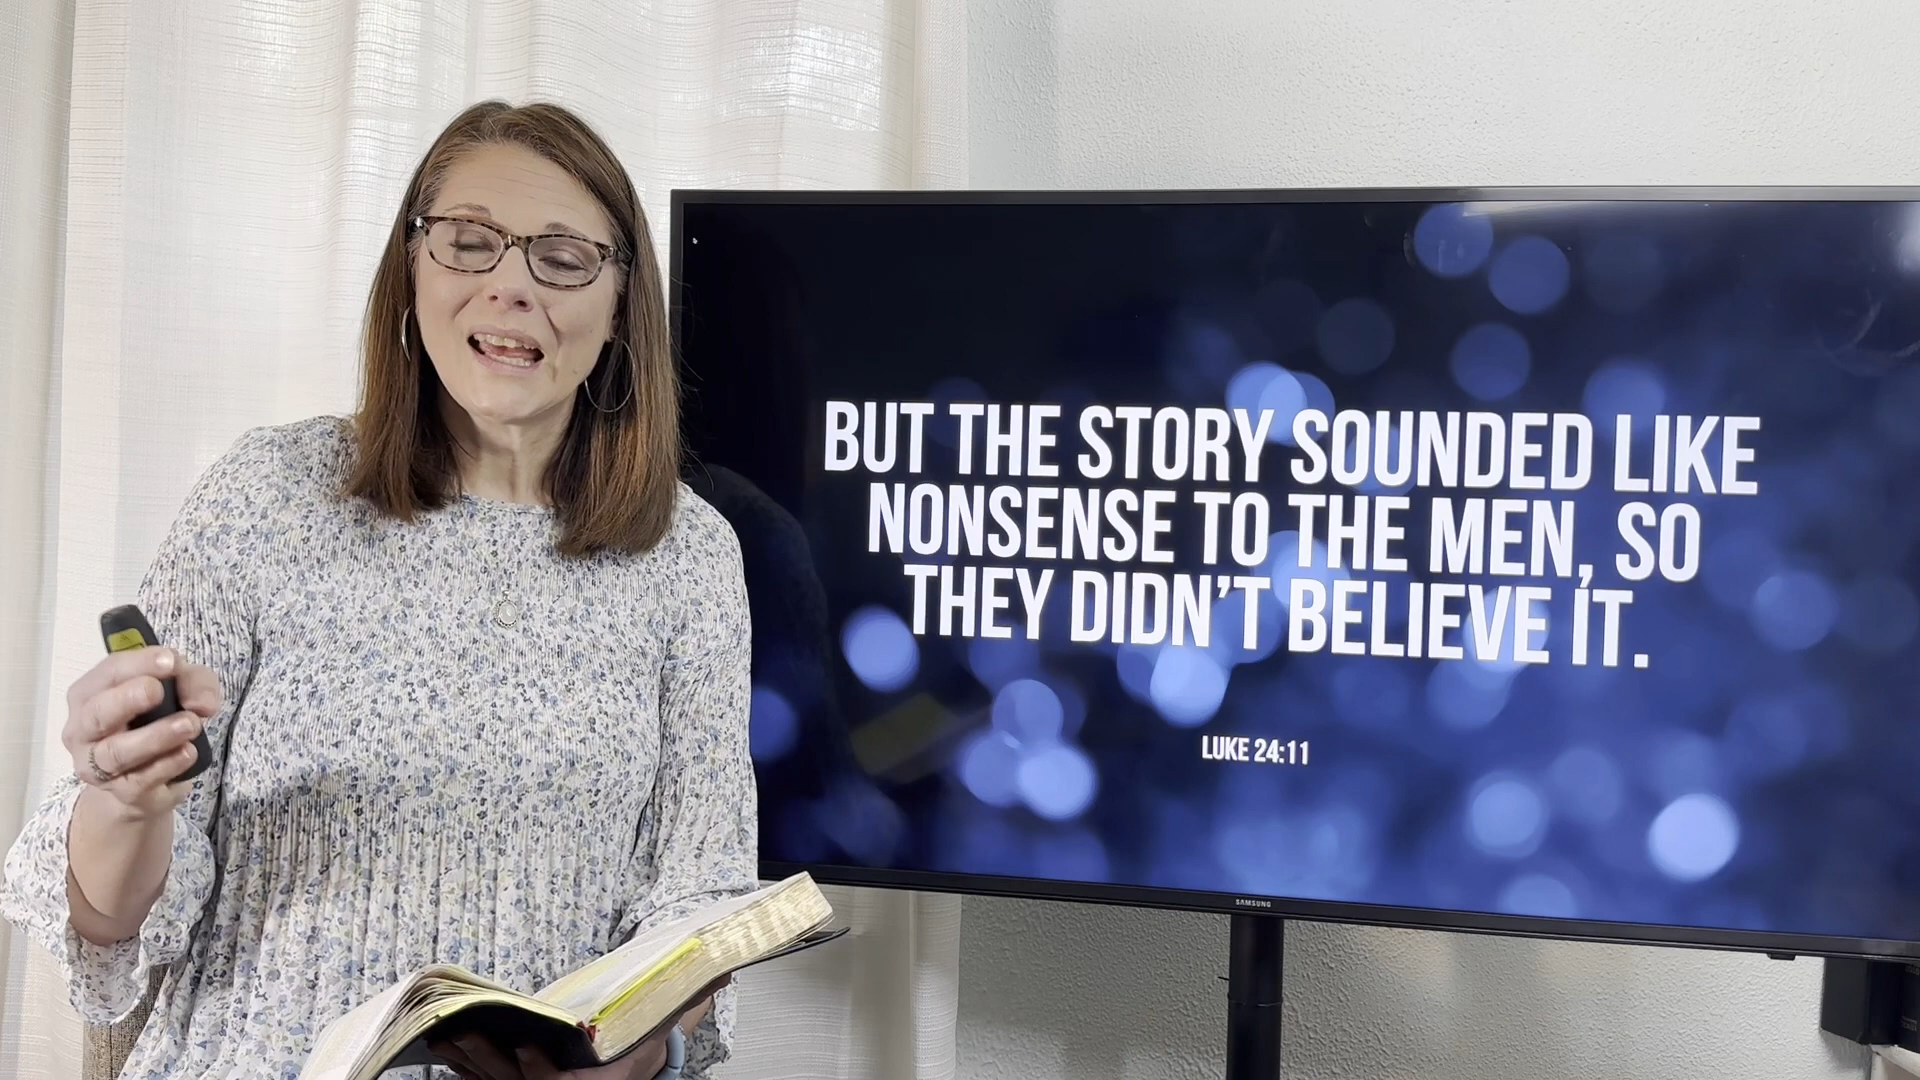 BUT THE STORY SOUNDED LIKE
NONSENSE TO THE MEN, SO
THEY DIDN'T BELIEVE IT.
LUKE 24:11
SAMSUNG